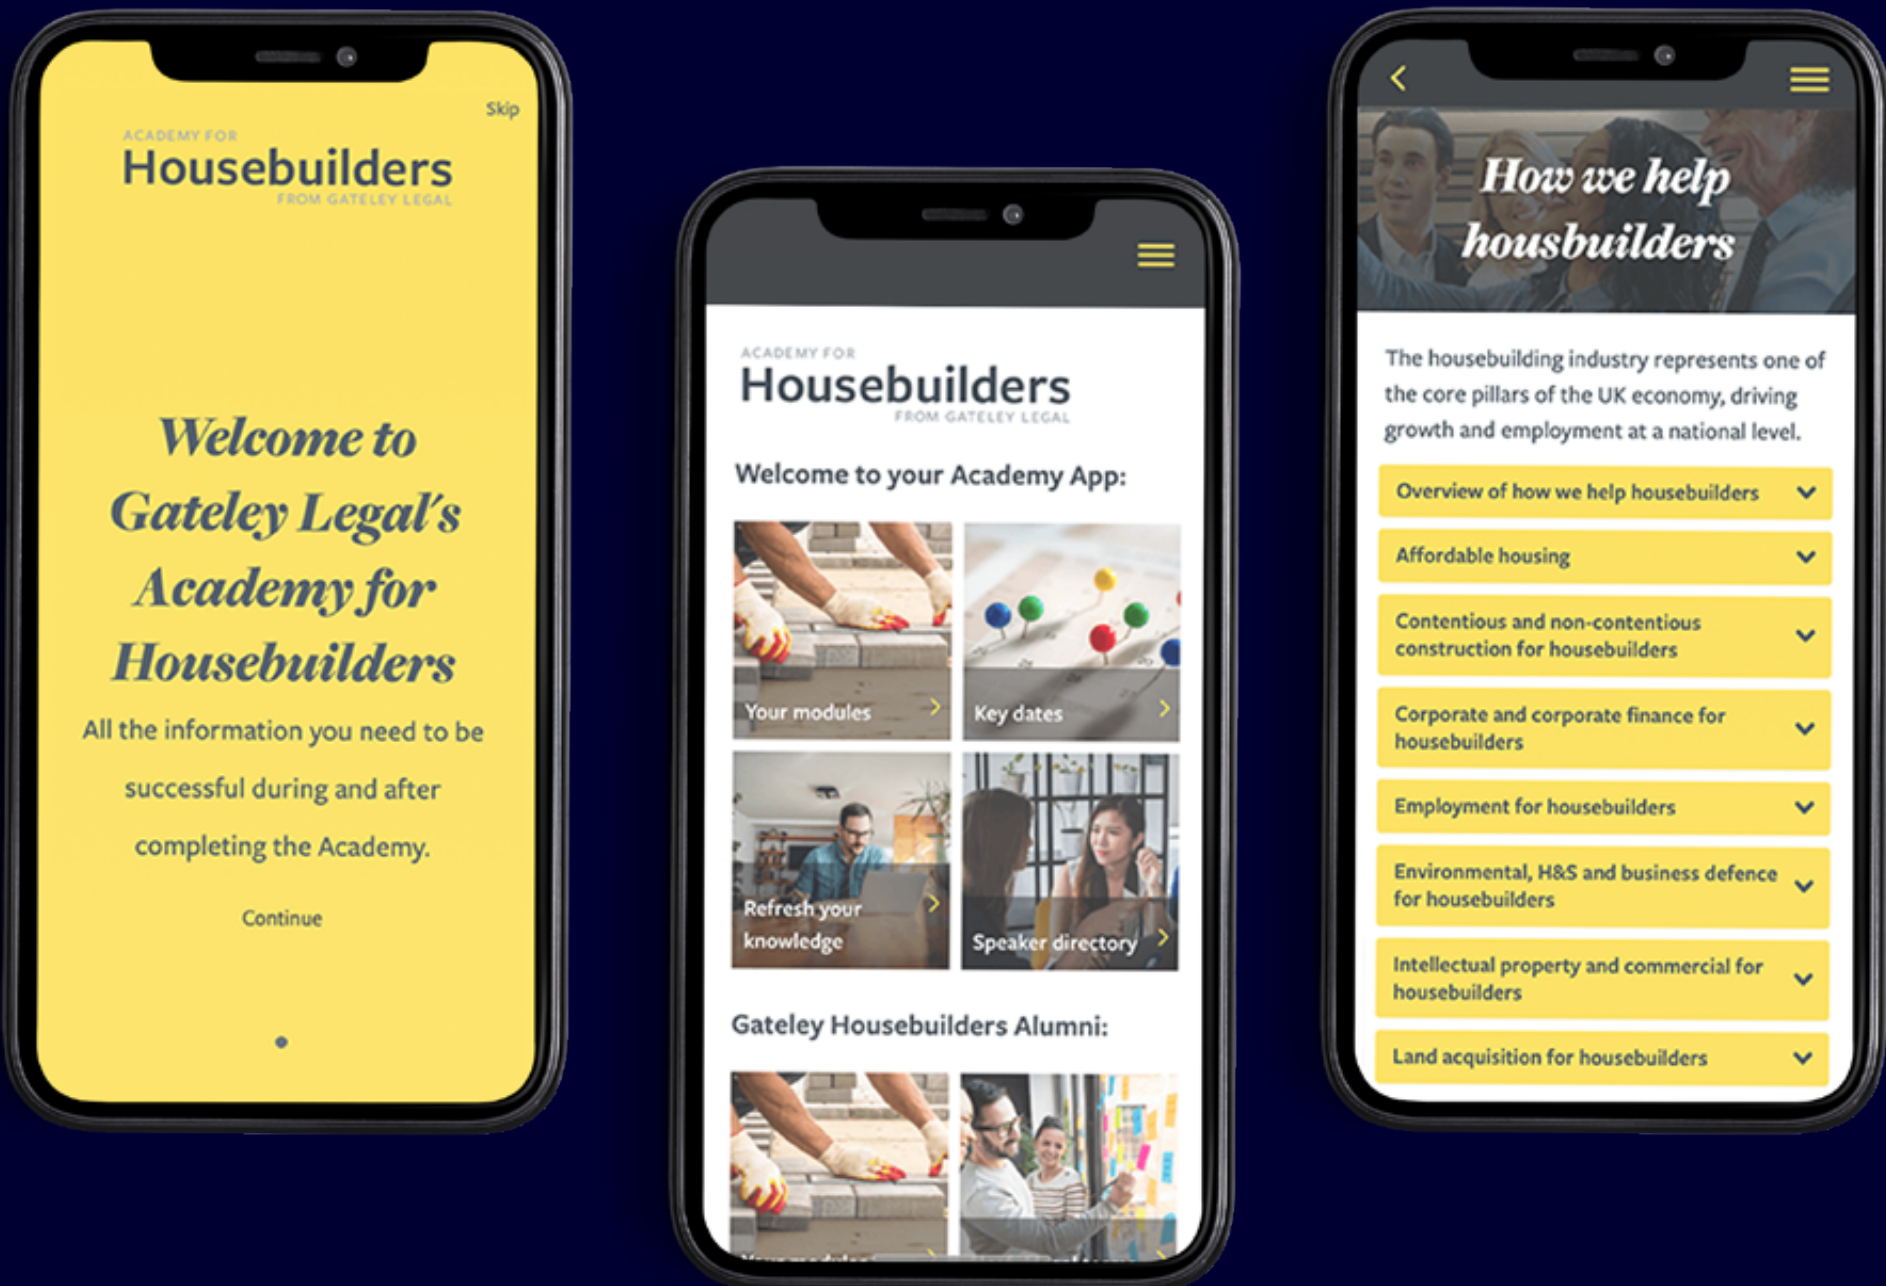 Skip
ACADEMY FOR
Housebuilders
FROM GATELEY LEGAL
Welcome to
Gateley Legal's
Academy for
Housebuilders
All the information you need to be
successful during and after
completing the Academy.
Continue
ACADEMY FOR
Housebuilders
FROM GATELEY LEGAL
Welcome to your Academy App:
Your modules
Key dates
Refresh your
knowledge
Speaker directory
Gateley Housebuilders Alumni:
How we help
housbuilders
The housebuilding industry represents one of
the core pillars of the UK economy, driving
growth and employment at a national level.
Overview of how we help housebuilders
Affordable housing
Contentious and non-contentious
construction for housebuilders
Corporate and corporate finance for
housebuilders
Employment for housebuilders
Environmental, H&S and business defence
for housebuilders
Intellectual property and commercial for
housebuilders
Land acquisition for housebuilders